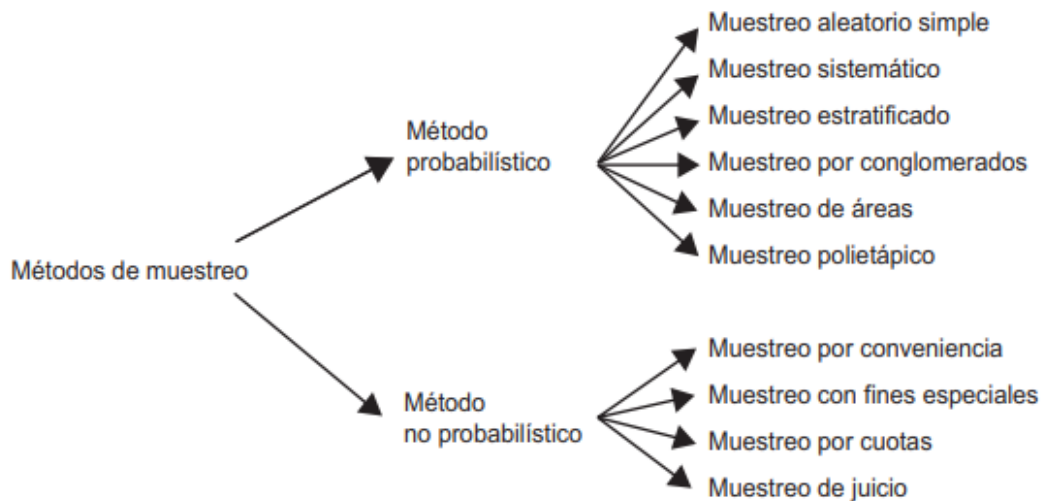 Métodos de muestreo
Método
probabilístico
Muestreo aleatorio simple
Muestreo sistemático
Muestreo estratificado
Muestreo por conglomerados
Muestreo de áreas
Muestreo polietápico
Método
no probabilístico
Muestreo por conveniencia
Muestreo con fines especiales
Muestreo por cuotas
Muestreo de juicio